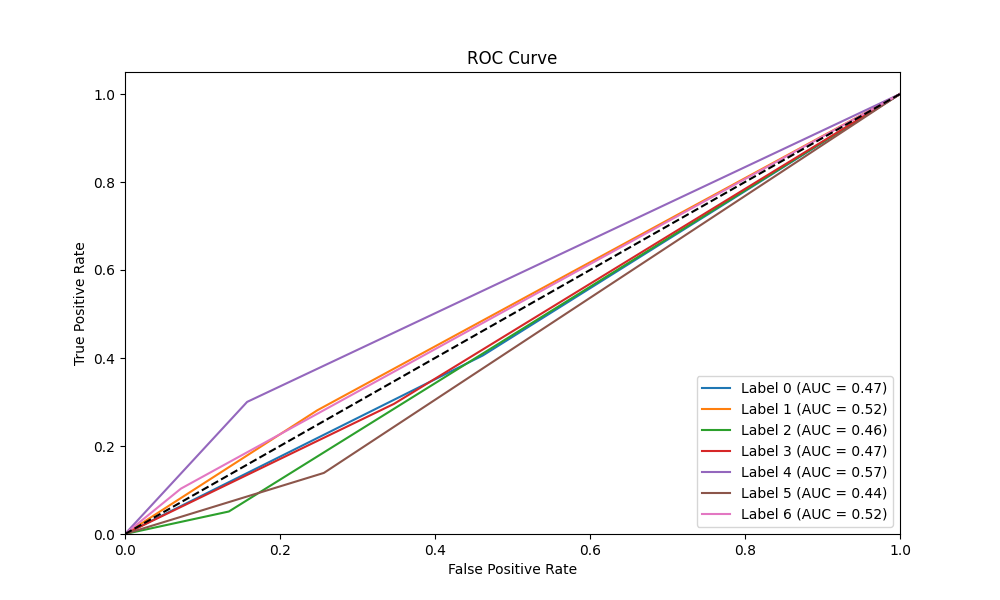 ROC Curve
1.0
0.8
0.6
0.4
0.2
0.0
True Positive Rate
Label 0 (AUC = 0.47)
Label 1 (AUC = 0.52)
Label 2 (AUC = 0.46)
Label 3 (AUC = 0.47)
Label 4 (AUC = 0.57)
Label 5 (AUC = 0.44)
Label 6 (AUC = 0.52)
0.0 0.2 0.4 0.6 0.8 1.0
False Positive Rate